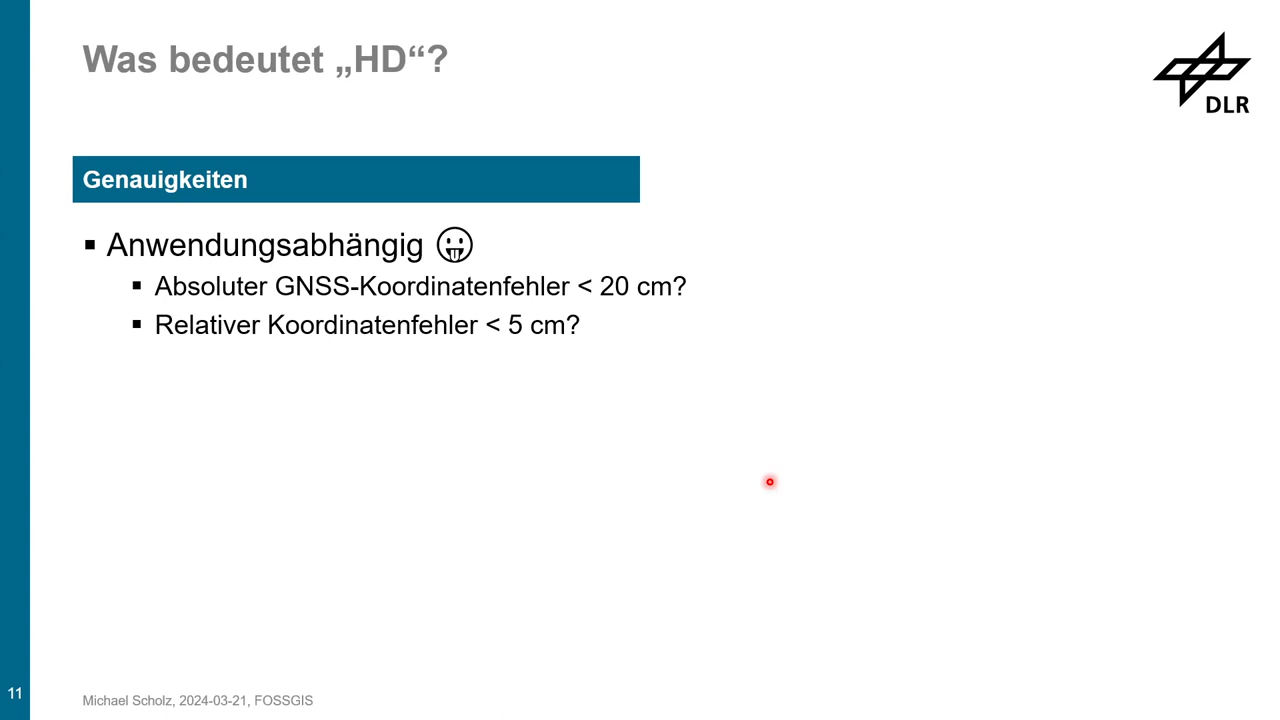 Was bedeutet „HD“?
DLR
Genauigkeiten
Anwendungsabhängig
Absoluter GNSS-Koordinatenfehler < 20 cm?
Relativer Koordinatenfehler < 5 cm?
11
Michael Scholz, 2024-03-21, FOSSGIS